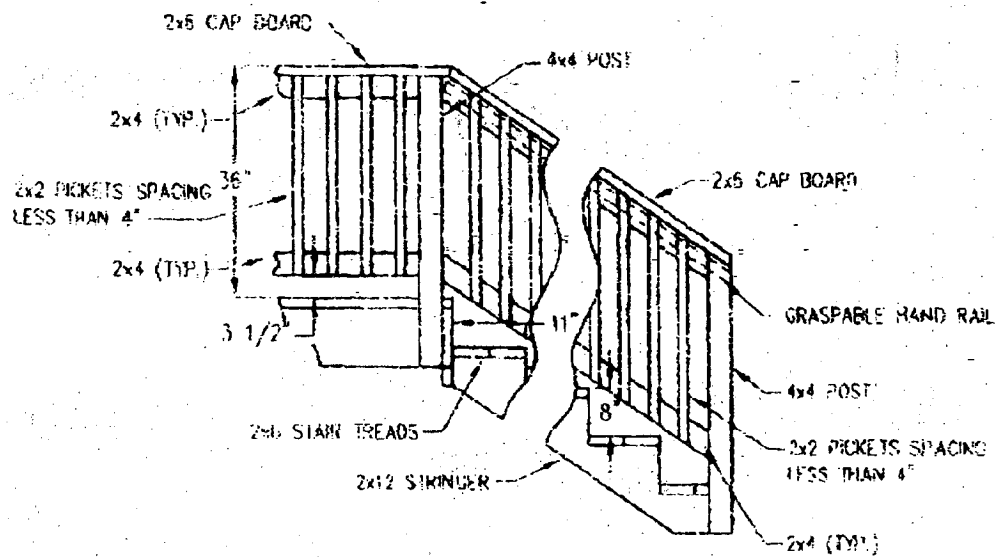 2x6 CAP BOARD
4x4 POST
2x4 (TYP.)
36"
2x2 PICKETS SPACING
LESS THAN 4"
2x6 CAP BOARD
2x4 (TYP.)
GRASPABLE HAND RAIL
3 1/2"
11"
4x4 POST
8"
2x6 STAIN TREADS
2x2 PICKETS SPACING
LESS THAN 4"
2x12 STRINGER
2x4 (TYP.)